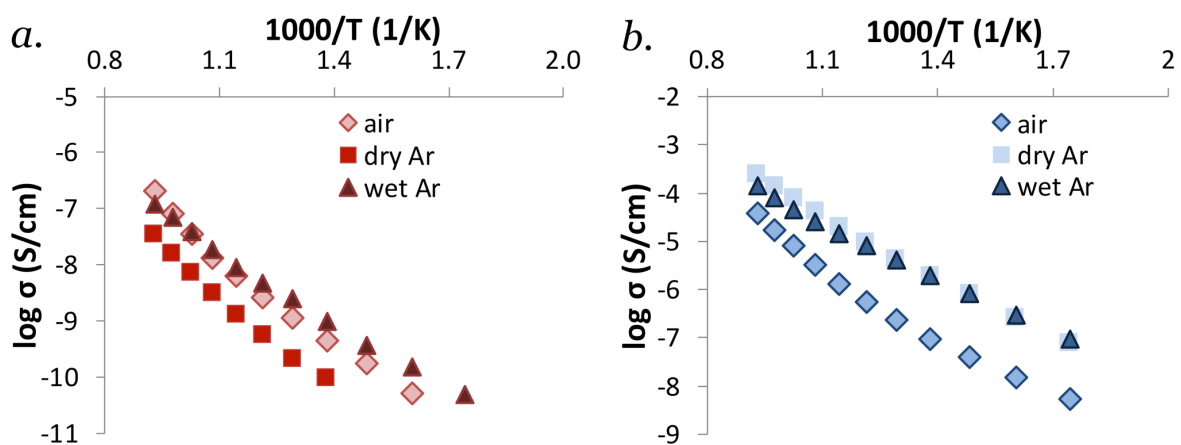 a.
1000/T (1/K)
0.8 1.1 1.4 1.7 2.0
-5
-6
-7
-8
-9
-10
-11
log σ (S/cm)
air
dry Ar
wet Ar
b.
1000/T (1/K)
0.8 1.1 1.4 1.7 2
-2
-3
-4
-5
-6
-7
-8
-9
log σ (S/cm)
air
dry Ar
wet Ar